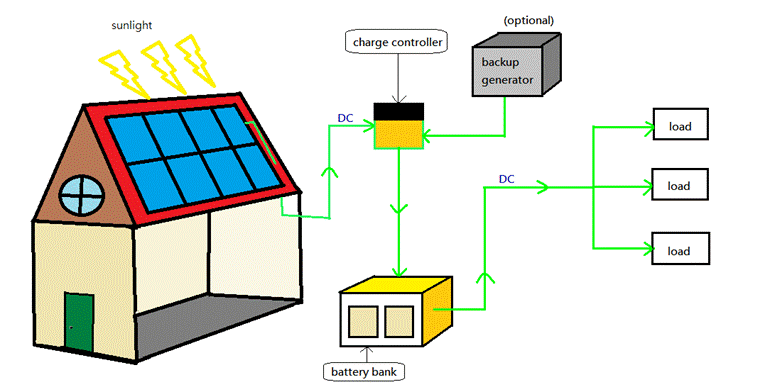 sunlight
(optional)
charge controller
backup
generator
DC
load
DC
load
load
battery bank